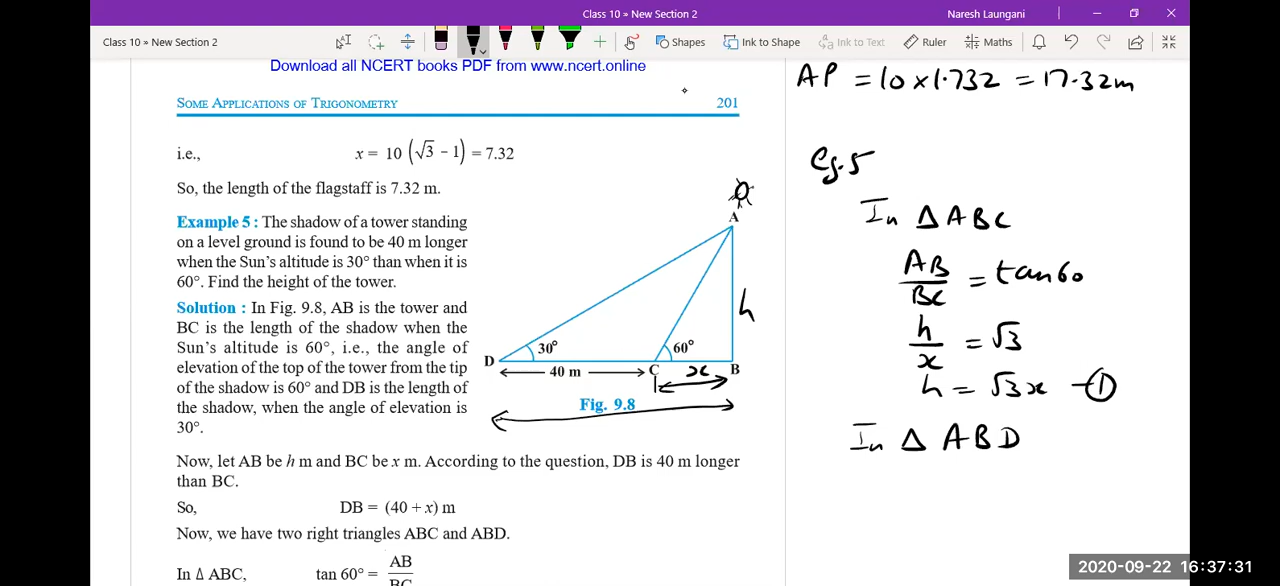 Class 10 » New Section 2
Naresh Laungani
Class 10 » New Section 2
Shapes
Ink to Shape
Ink to Text
Ruler
Maths
Download all NCERT books PDF from www.ncert.online
SOME APPLICATIONS OF TRIGONOMETRY 201
i.e., x = 10 (√3 − 1) = 7.32
So, the length of the flagstaff is 7.32 m.
Example 5 : The shadow of a tower standing
on a level ground is found to be 40 m longer
when the Sun's altitude is 30° than when it is
60°. Find the height of the tower.
Solution : In Fig. 9.8, AB is the tower and
BC is the length of the shadow when the
Sun's altitude is 60°, i.e., the angle of
elevation of the top of the tower from the tip
of the shadow is 60° and DB is the length of
the shadow, when the angle of elevation is
30°.
A
h
30°
60°
D
40 m
C
x
B
Fig. 9.8
Now, let AB be h m and BC be x m. According to the question, DB is 40 m longer
than BC.
So, DB = (40 + x) m
Now, we have two right triangles ABC and ABD.
In Δ ABC, tan 60° = AB/BC
AP = 10 × 1.732 = 17.32m
Eg.5
In Δ ABC
AB/BC = tan 60
h/x = √3
h = √3x —①
In Δ ABD
2020-09-22 16:37:31